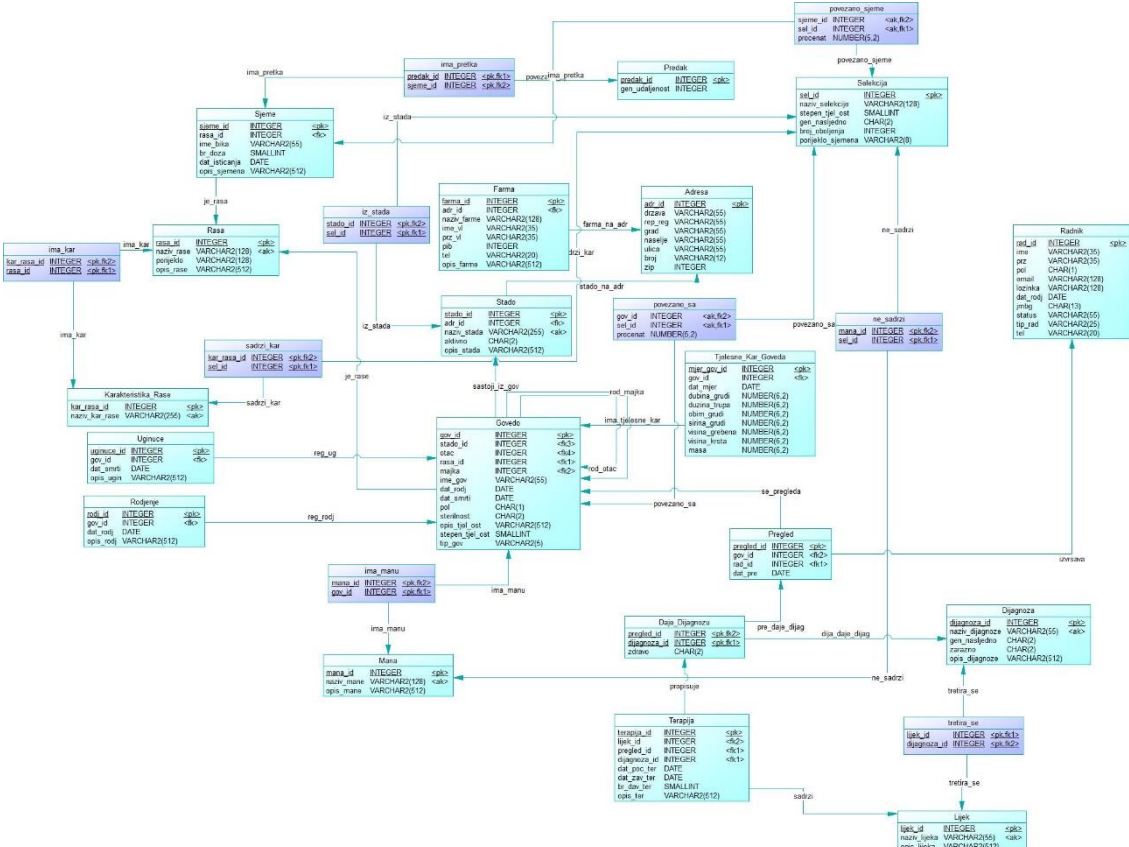 povezano_sjeme
sjeme_id INTEGER <ak,fk2>
sel_id INTEGER <ak,fk1>
procenat NUMBER(5,2)
povezano_sjeme
ima_pretka
predak_id INTEGER <pk,fk1>
sjeme_id INTEGER <pk,fk2>
ima_pretka
ima_pretka
Predak
predak_id INTEGER <pk>
gen_udaljenost INTEGER
Selekcija
sel_id INTEGER <pk>
naziv_selekcije VARCHAR2(128)
stepen_tjel_ost SMALLINT
gen_nasljedno CHAR(2)
broj_oboljenja INTEGER
porijeklo_sjemena VARCHAR2(8)
Sjeme
sjeme_id INTEGER <pk>
rasa_id INTEGER <fk>
ime_bika VARCHAR2(55)
br_doza SMALLINT
dat_isticanja DATE
opis_sjemena VARCHAR2(512)
je_rasa
iz_stada
iz_stada
stado_id INTEGER <pk,fk2>
sel_id INTEGER <pk,fk1>
iz_stada
Farma
farma_id INTEGER <pk>
adr_id INTEGER <fk>
naziv_farme VARCHAR2(128)
ime_vl VARCHAR2(35)
prz_vl VARCHAR2(35)
pib INTEGER
tel VARCHAR2(20)
opis_farme VARCHAR2(512)
farma_na_adr
Adresa
adr_id INTEGER <pk>
drzava VARCHAR2(55)
rep_reg VARCHAR2(55)
grad VARCHAR2(55)
naselje VARCHAR2(55)
ulica VARCHAR2(55)
broj VARCHAR2(12)
zip INTEGER
stado_na_adr
ne_sadrzi
Radnik
rad_id INTEGER <pk>
ime VARCHAR2(35)
prz VARCHAR2(35)
pol CHAR(1)
email VARCHAR2(128)
lozinka VARCHAR2(128)
dat_rodj DATE
jmbg CHAR(13)
status VARCHAR2(55)
tip_rad VARCHAR2(25)
tel VARCHAR2(20)
ima_kar
kar_rasa_id INTEGER <pk,fk2>
rasa_id INTEGER <pk,fk1>
ima_kar
ima_kar
Rasa
rasa_id INTEGER <pk>
naziv_rase VARCHAR2(128) <ak>
porijeklo VARCHAR2(128)
opis_rase VARCHAR2(512)
Stado
stado_id INTEGER <pk>
adr_id INTEGER <fk>
naziv_stada VARCHAR2(255) <ak>
aktivno CHAR(2)
opis_stada VARCHAR2(512)
povezano_sa
gov_id INTEGER <ak,fk2>
sel_id INTEGER <ak,fk1>
procenat NUMBER(5,2)
povezano_sa
ne_sadrzi
mana_id INTEGER <pk,fk2>
sel_id INTEGER <pk,fk1>
sadrzi_kar
kar_rasa_id INTEGER <pk,fk2>
sel_id INTEGER <pk,fk1>
sadrzi_kar
je_rase
sastoji_iz_gov
rod_majka
Tjelesne_Kar_Goveda
mjer_gov_id INTEGER <pk>
gov_id INTEGER <fk>
dat_mjer DATE
dubina_grudi NUMBER(6,2)
duzina_trupa NUMBER(6,2)
obim_grudi NUMBER(6,2)
sirina_grudi NUMBER(6,2)
visina_grebena NUMBER(6,2)
visina_krsta NUMBER(6,2)
masa NUMBER(6,2)
ima_tjelesne_kar
Karakteristika_Rase
kar_rasa_id INTEGER <pk>
naziv_kar_rase VARCHAR2(255) <ak>
Uginuce
uginuce_id INTEGER <pk>
gov_id INTEGER <fk>
dat_smrti DATE
opis_ugin VARCHAR2(512)
reg_ug
Govedo
gov_id INTEGER <pk>
stado_id INTEGER <fk3>
otac INTEGER <fk4>
rasa_id INTEGER <fk1>
majka INTEGER <fk2>
ime_gov VARCHAR2(55)
dat_rodj DATE
dat_smrti DATE
pol CHAR(1)
sterilnost CHAR(2)
opis_tjel_ost VARCHAR2(512)
stepen_tjel_ost SMALLINT
tip_gov VARCHAR2(5)
rod_otac
se_pregleda
povezano_sa
Rodjenje
rodj_id INTEGER <pk>
gov_id INTEGER <fk>
dat_rodj DATE
opis_rodj VARCHAR2(512)
reg_rodj
Pregled
pregled_id INTEGER <pk>
gov_id INTEGER <fk2>
rad_id INTEGER <fk1>
dat_pre DATE
izvrsava
ima_manu
mana_id INTEGER <pk,fk2>
gov_id INTEGER <pk,fk1>
ima_manu
ima_manu
Daje_Dijagnozu
pregled_id INTEGER <pk,fk2>
dijagnoza_id INTEGER <pk,fk1>
zdravo CHAR(2)
pre_daje_dijag
dija_daje_dijag
Dijagnoza
dijagnoza_id INTEGER <pk>
naziv_dijagnoze VARCHAR2(55) <ak>
gen_nasljedno CHAR(2)
zarazno CHAR(2)
opis_dijagnoze VARCHAR2(512)
Mana
mana_id INTEGER <pk>
naziv_mane VARCHAR2(128) <ak>
opis_mane VARCHAR2(512)
ne_sadrzi
propisuje
tretira_se
Terapija
terapija_id INTEGER <pk>
lijek_id INTEGER <fk2>
pregled_id INTEGER <fk1>
dijagnoza_id INTEGER <fk1>
dat_poc_ter DATE
dat_zav_ter DATE
br_dav_ter SMALLINT
opis_ter VARCHAR2(512)
sadrzi
tretira_se
lijek_id INTEGER <pk,fk1>
dijagnoza_id INTEGER <pk,fk2>
tretira_se
Lijek
lijek_id INTEGER <pk>
naziv_lijeka VARCHAR2(55) <ak>
opis_lijeka VARCHAR2(512)